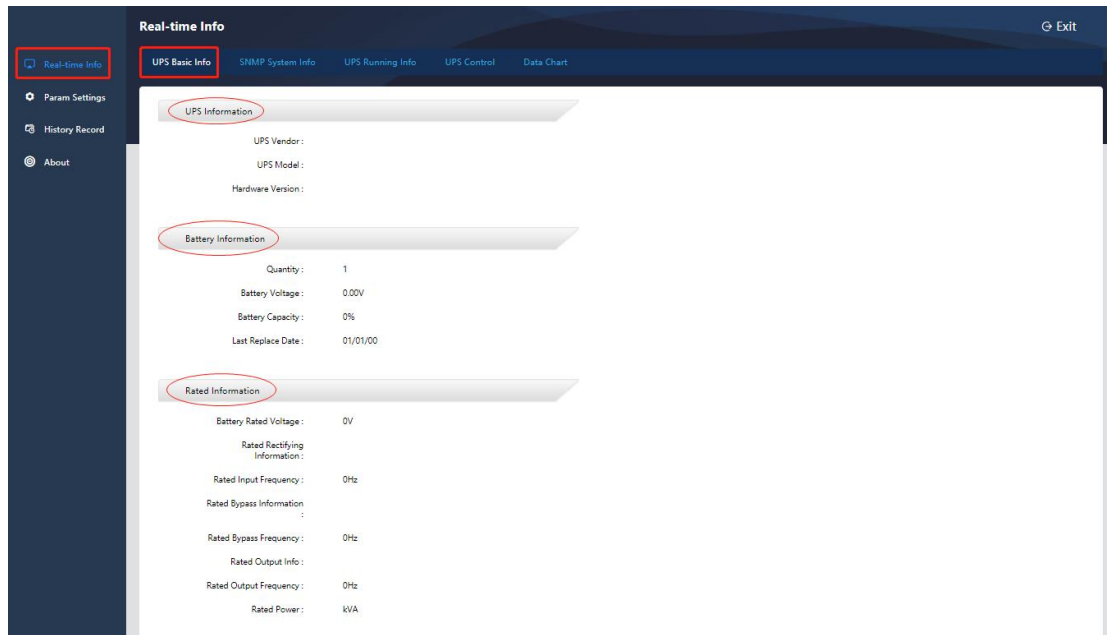 Real-time Info
Exit
Real-time Info
UPS Basic Info
SNMP System Info
UPS Running Info
UPS Control
Data Chart
Param Settings
History Record
About
UPS Information
UPS Vendor :
UPS Model :
Hardware Version :
Battery Information
Quantity : 1
Battery Voltage : 0.00V
Battery Capacity : 0%
Last Replace Date : 01/01/00
Rated Information
Battery Rated Voltage : 0V
Rated Rectifying
Information :
Rated Input Frequency : 0Hz
Rated Bypass Information
:
Rated Bypass Frequency : 0Hz
Rated Output Info :
Rated Output Frequency : 0Hz
Rated Power : kVA